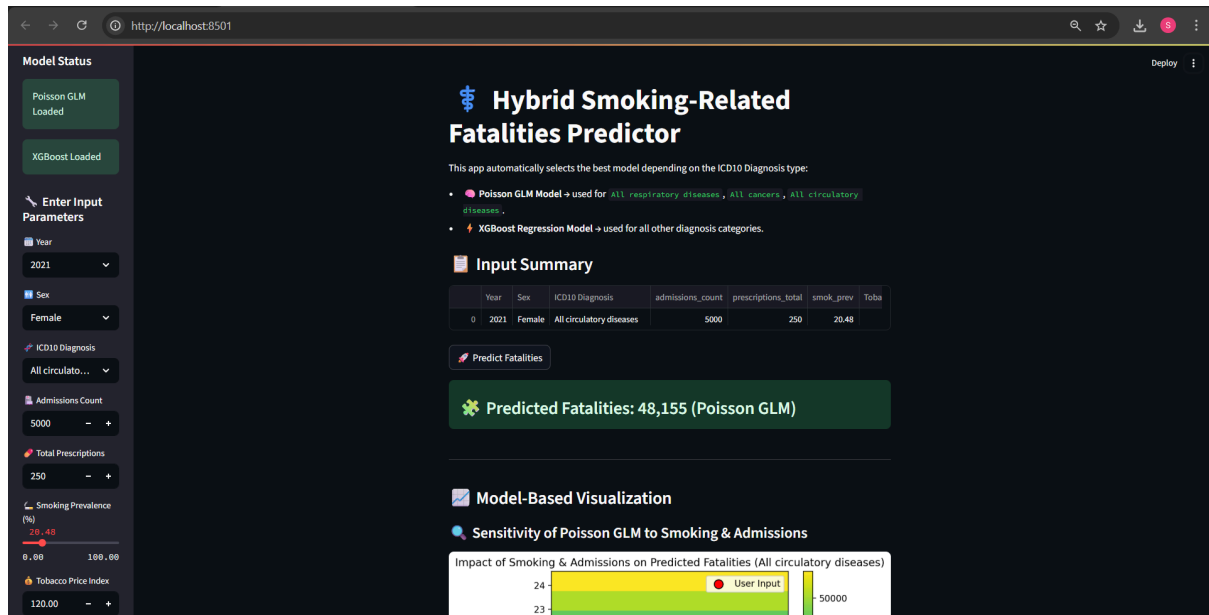 http://localhost:8501
S
Model Status
Poisson GLM
Loaded
XGBoost Loaded
Enter Input
Parameters
Year
2021
Sex
Female
ICD10 Diagnosis
All circulato...
Admissions Count
5000 - +
Total Prescriptions
250 - +
Smoking Prevalence
(%)
20.48
0.00 100.00
Tobacco Price Index
120.00 - +
Deploy
Hybrid Smoking-Related
Fatalities Predictor
This app automatically selects the best model depending on the ICD10 Diagnosis type:
• Poisson GLM Model → used for All respiratory diseases , All cancers , All circulatory
diseases .
• XGBoost Regression Model → used for all other diagnosis categories.
Input Summary
Year Sex ICD10 Diagnosis admissions_count prescriptions_total smok_prev Toba
0 2021 Female All circulatory diseases 5000 250 20.48
Predict Fatalities
Predicted Fatalities: 48,155 (Poisson GLM)
Model-Based Visualization
Sensitivity of Poisson GLM to Smoking & Admissions
Impact of Smoking & Admissions on Predicted Fatalities (All circulatory diseases)
24
User Input
50000
23